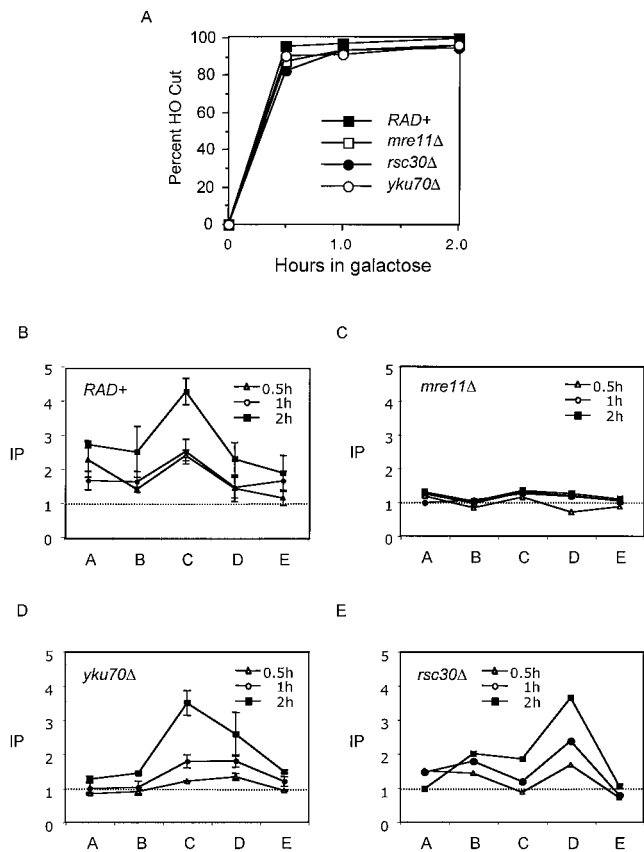 A
Percent HO Cut
100
80
60
40
20
0
0
1.0
2.0
Hours in galactose
RAD+
mre11Δ
rsc30Δ
yku70Δ
B
IP
5
4
3
2
1
0
RAD+
0.5h
1h
2h
A B C D E
C
IP
5
4
3
2
1
0
mre11Δ
0.5h
1h
2h
A B C D E
D
IP
5
4
3
2
1
0
yku70Δ
0.5h
1h
2h
A B C D E
E
IP
5
4
3
2
1
0
rsc30Δ
0.5h
1h
2h
A B C D E